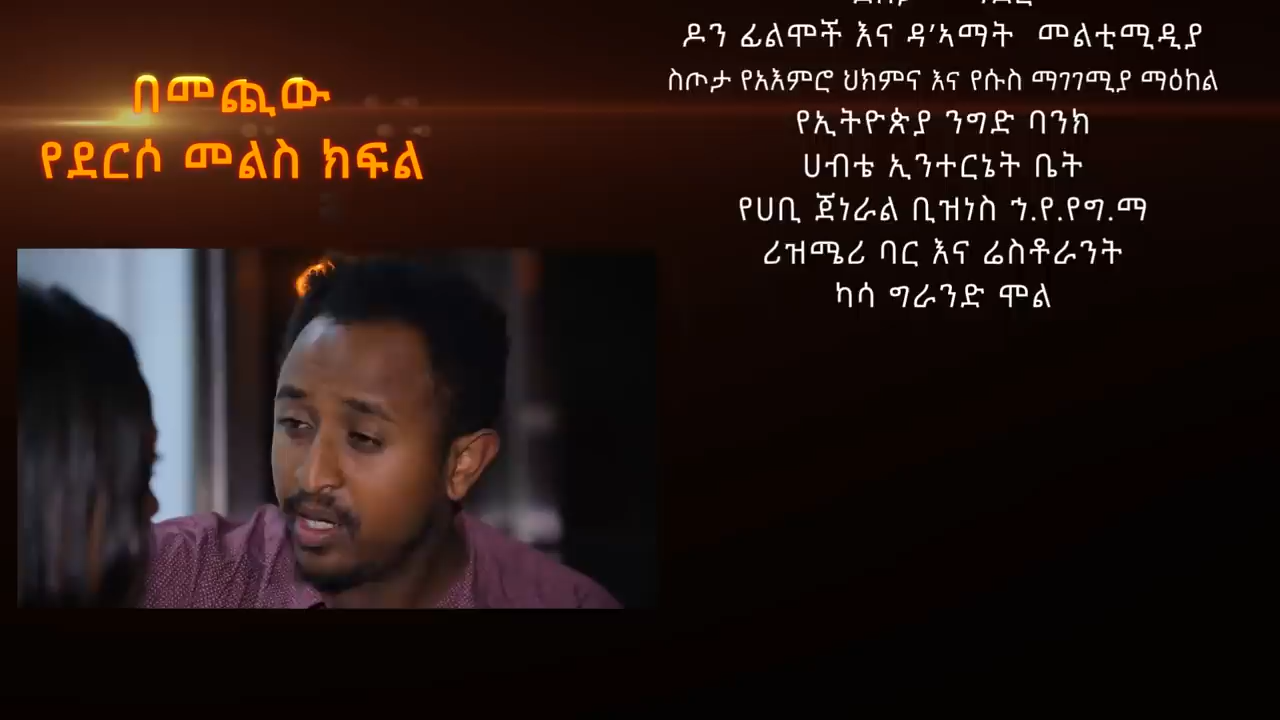 በመጪው
የደርሶ መልስ ክፍል
ዶን ፊልሞች እና ዳ’ኣማት መልቲሚዲያ
ስጦታ የአእምሮ ህክምና እና የሱስ ማገገሚያ ማዕከል
የኢትዮጵያ ንግድ ባንክ
ሀብቴ ኢንተርኔት ቤት
የሀቢ ጀነራል ቢዝነስ ኀ.የ.የግ.ማ
ሪዝሜሪ ባር እና ሬስቶራንት
ካሳ ግራንድ ሞል